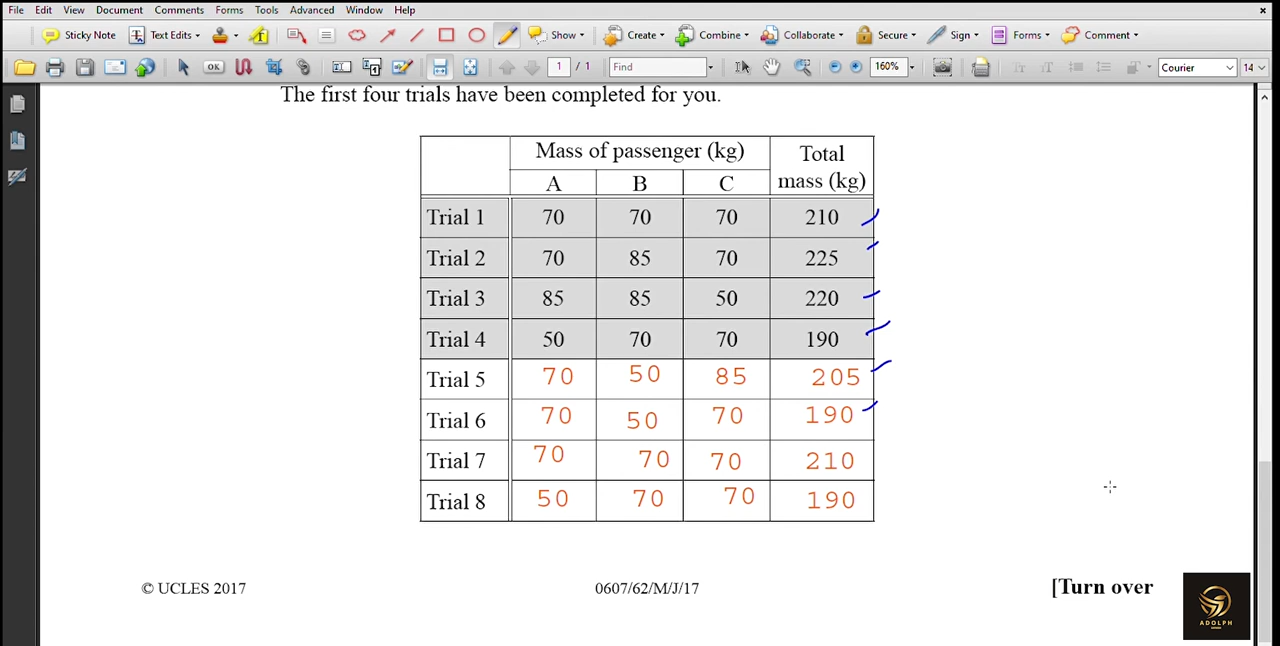 File Edit View Document Comments Forms Tools Advanced Window Help
Sticky Note Text Edits Show Create Combine Collaborate Secure Sign Forms Comment
OK 1 / 1 Find 160% Courier 14
The first four trials have been completed for you.
Mass of passenger (kg) Total
mass (kg)
A B C
Trial 1 70 70 70 210
Trial 2 70 85 70 225
Trial 3 85 85 50 220
Trial 4 50 70 70 190
Trial 5 70 50 85 205
Trial 6 70 50 70 190
Trial 7 70 70 70 210
Trial 8 50 70 70 190
© UCLES 2017 0607/62/M/J/17 [Turn over
ADOLPH